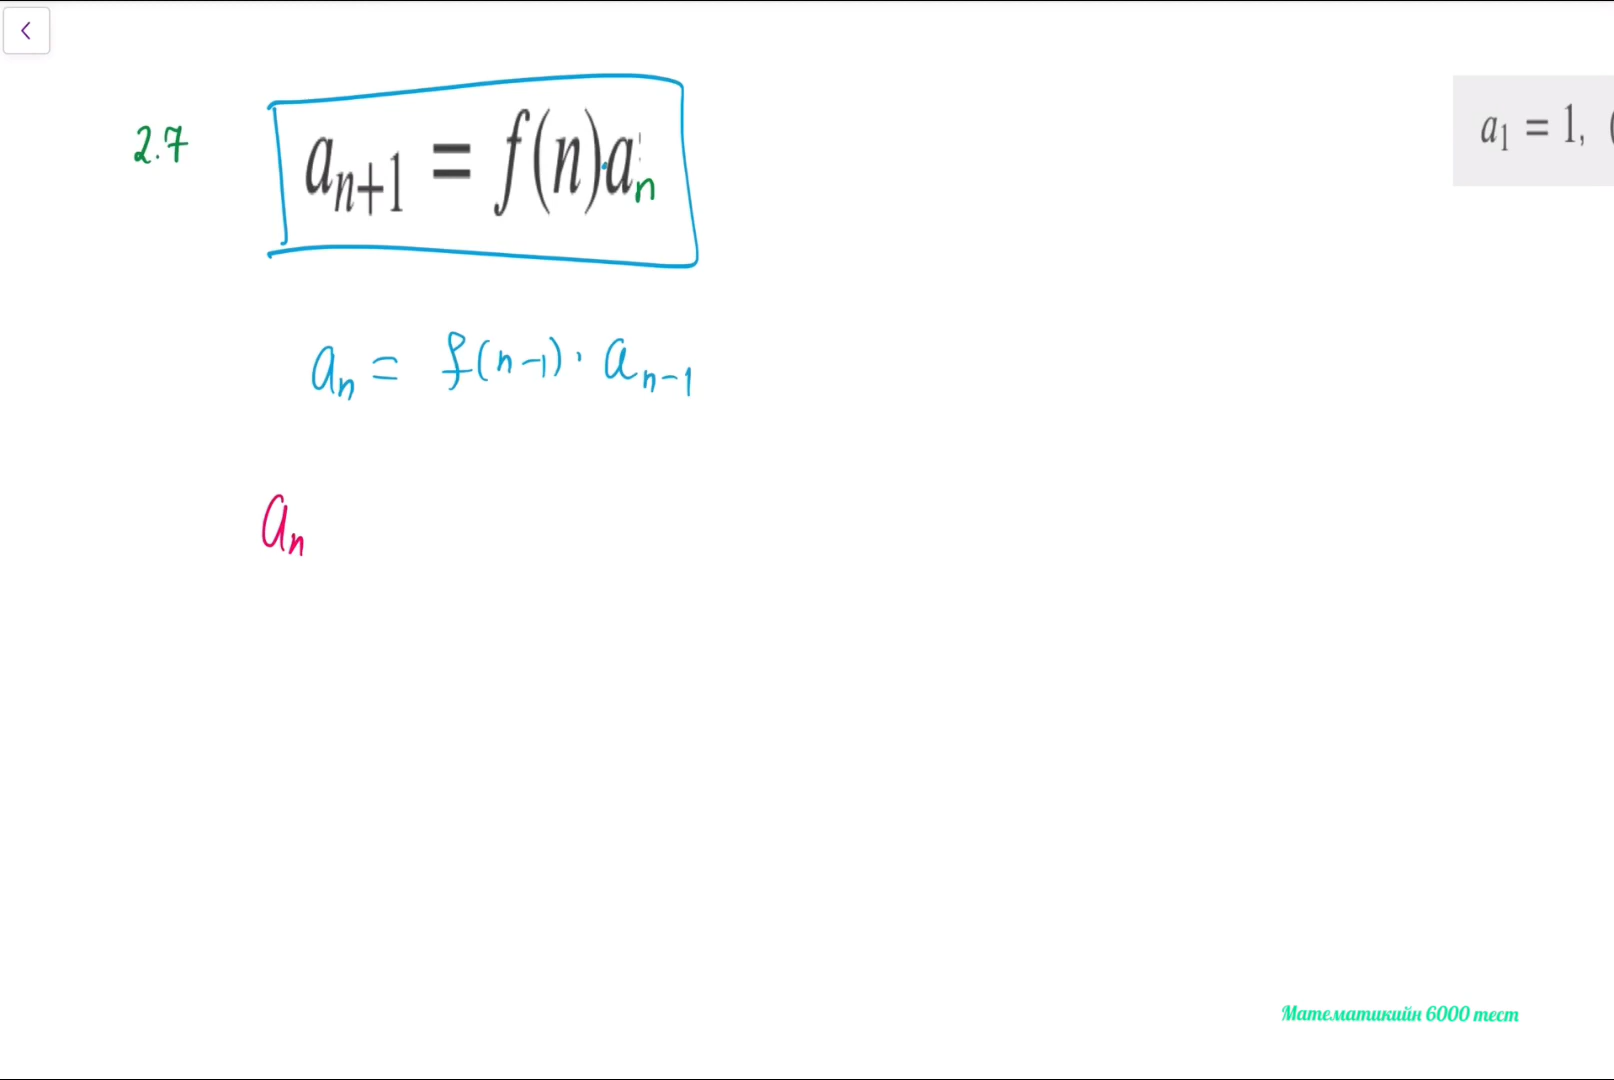 2.7 a_{n+1} = f(n)·a_n
a_1 = 1, (
a_n = f(n-1) · a_{n-1}
a_n
Математикийн 6000 тест